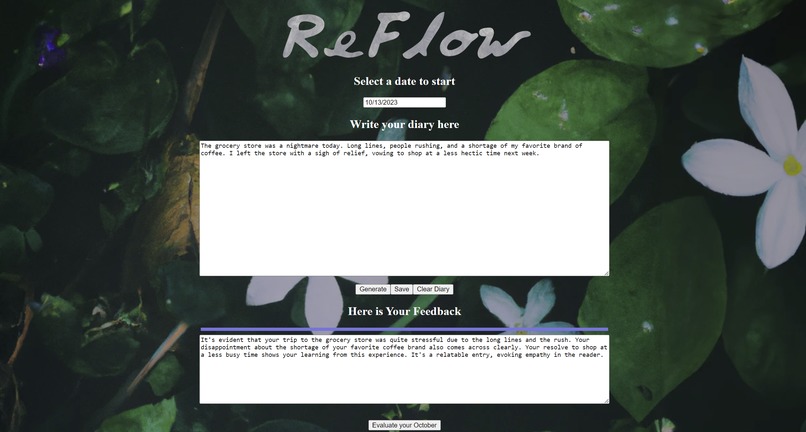 ReFlow
Select a date to start
10/13/2023
Write your diary here
The grocery store was a nightmare today. Long lines, people rushing, and a shortage of my favorite brand of
coffee. I left the store with a sigh of relief, vowing to shop at a less hectic time next week.
Generate Save Clear Diary
Here is Your Feedback
It's evident that your trip to the grocery store was quite stressful due to the long lines and the rush. Your
disappointment about the shortage of your favorite coffee brand also comes across clearly. Your resolve to shop at
a less busy time shows your learning from this experience. It's a relatable entry, evoking empathy in the reader.
Evaluate your October